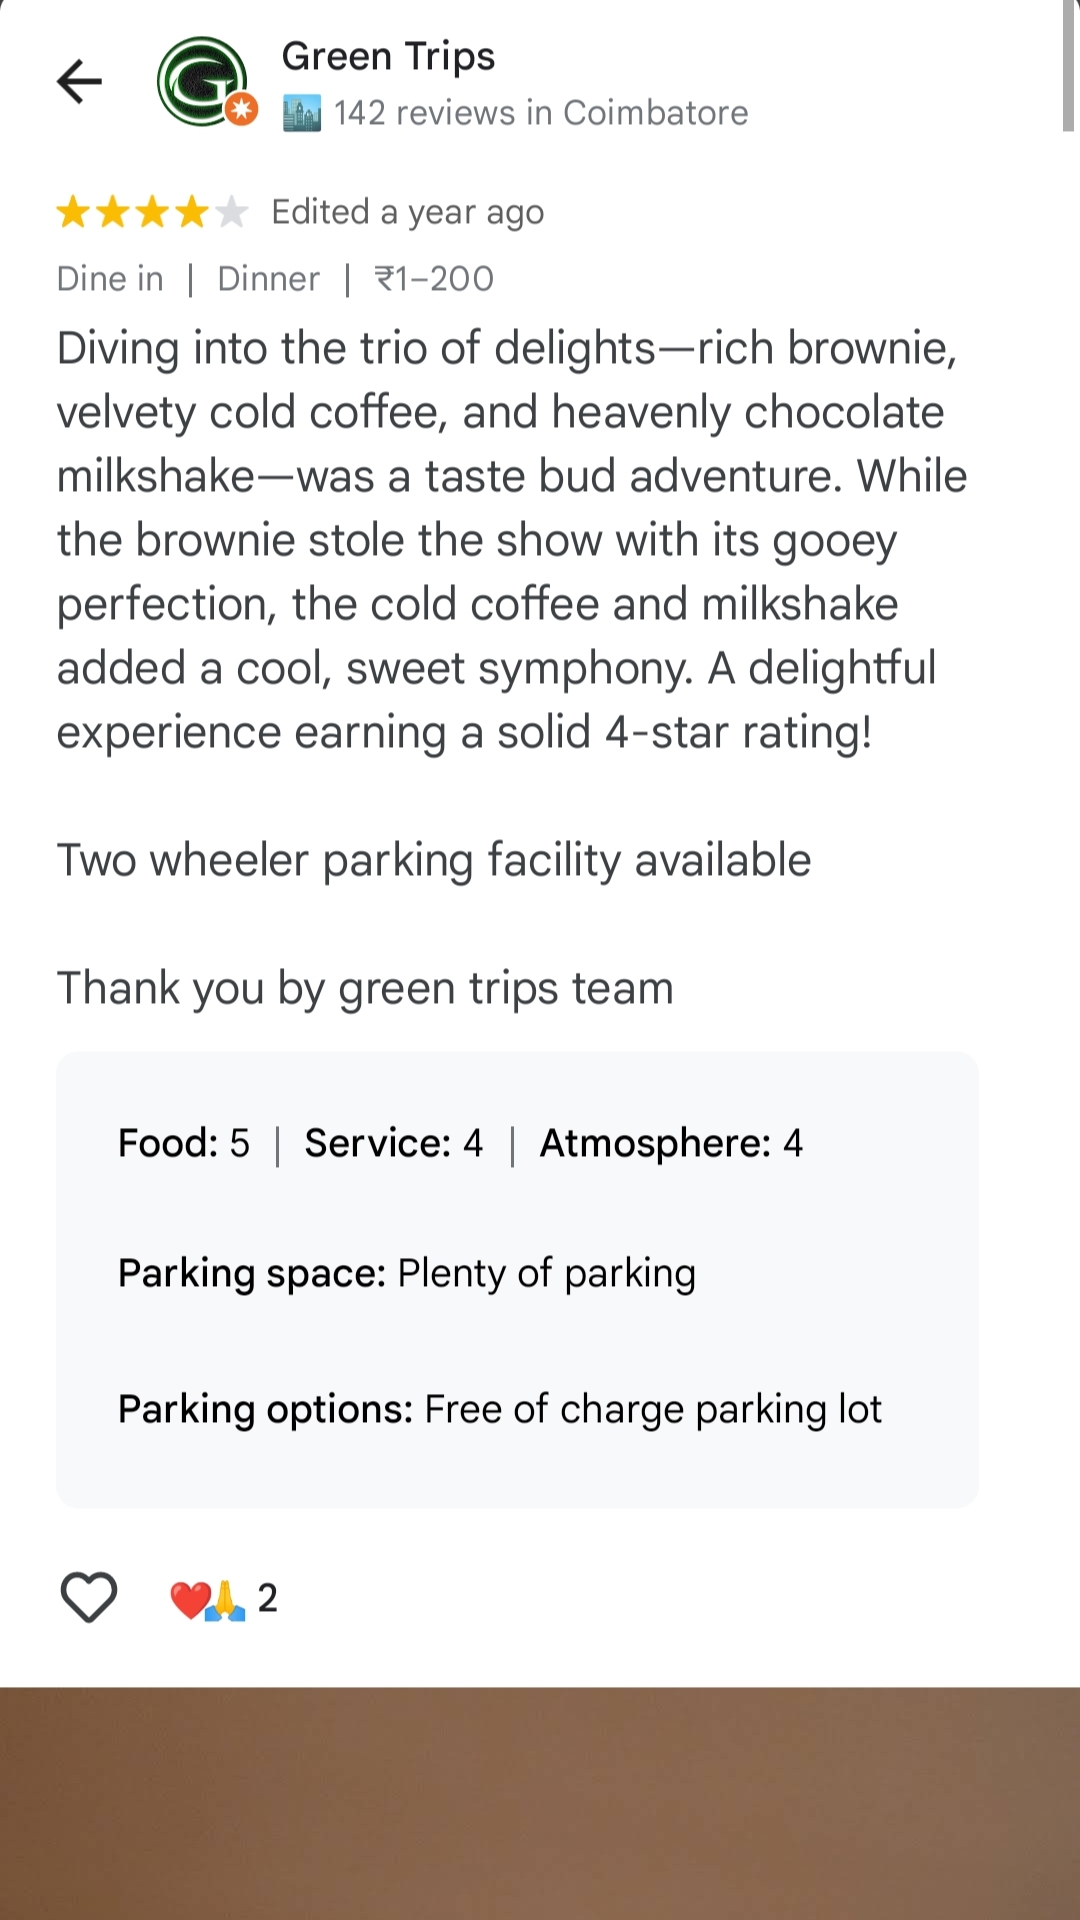 Green Trips
142 reviews in Coimbatore
Edited a year ago
Dine in | Dinner | ₹1–200
Diving into the trio of delights—rich brownie,
velvety cold coffee, and heavenly chocolate
milkshake—was a taste bud adventure. While
the brownie stole the show with its gooey
perfection, the cold coffee and milkshake
added a cool, sweet symphony. A delightful
experience earning a solid 4-star rating!
Two wheeler parking facility available
Thank you by green trips team
Food: 5 | Service: 4 | Atmosphere: 4
Parking space: Plenty of parking
Parking options: Free of charge parking lot
2